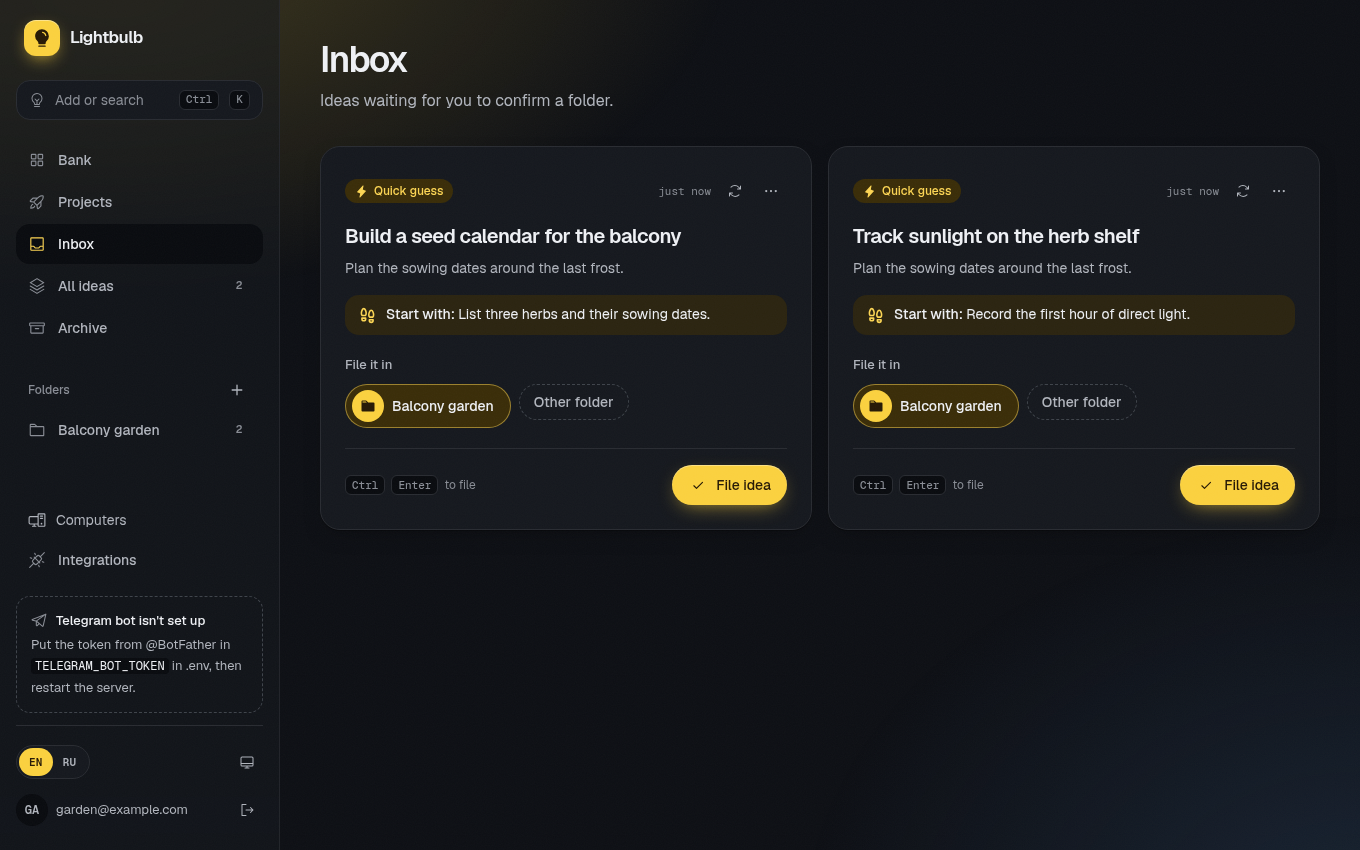 Lightbulb
Add or search Ctrl K
Bank
Projects
Inbox
All ideas 2
Archive
Folders
Balcony garden 2
Computers
Integrations
Telegram bot isn't set up
Put the token from @BotFather in
TELEGRAM_BOT_TOKEN in .env, then
restart the server.
EN RU
GA garden@example.com
Inbox
Ideas waiting for you to confirm a folder.
Quick guess just now
Build a seed calendar for the balcony
Plan the sowing dates around the last frost.
Start with: List three herbs and their sowing dates.
File it in
Balcony garden Other folder
Ctrl Enter to file File idea
Quick guess just now
Track sunlight on the herb shelf
Plan the sowing dates around the last frost.
Start with: Record the first hour of direct light.
File it in
Balcony garden Other folder
Ctrl Enter to file File idea